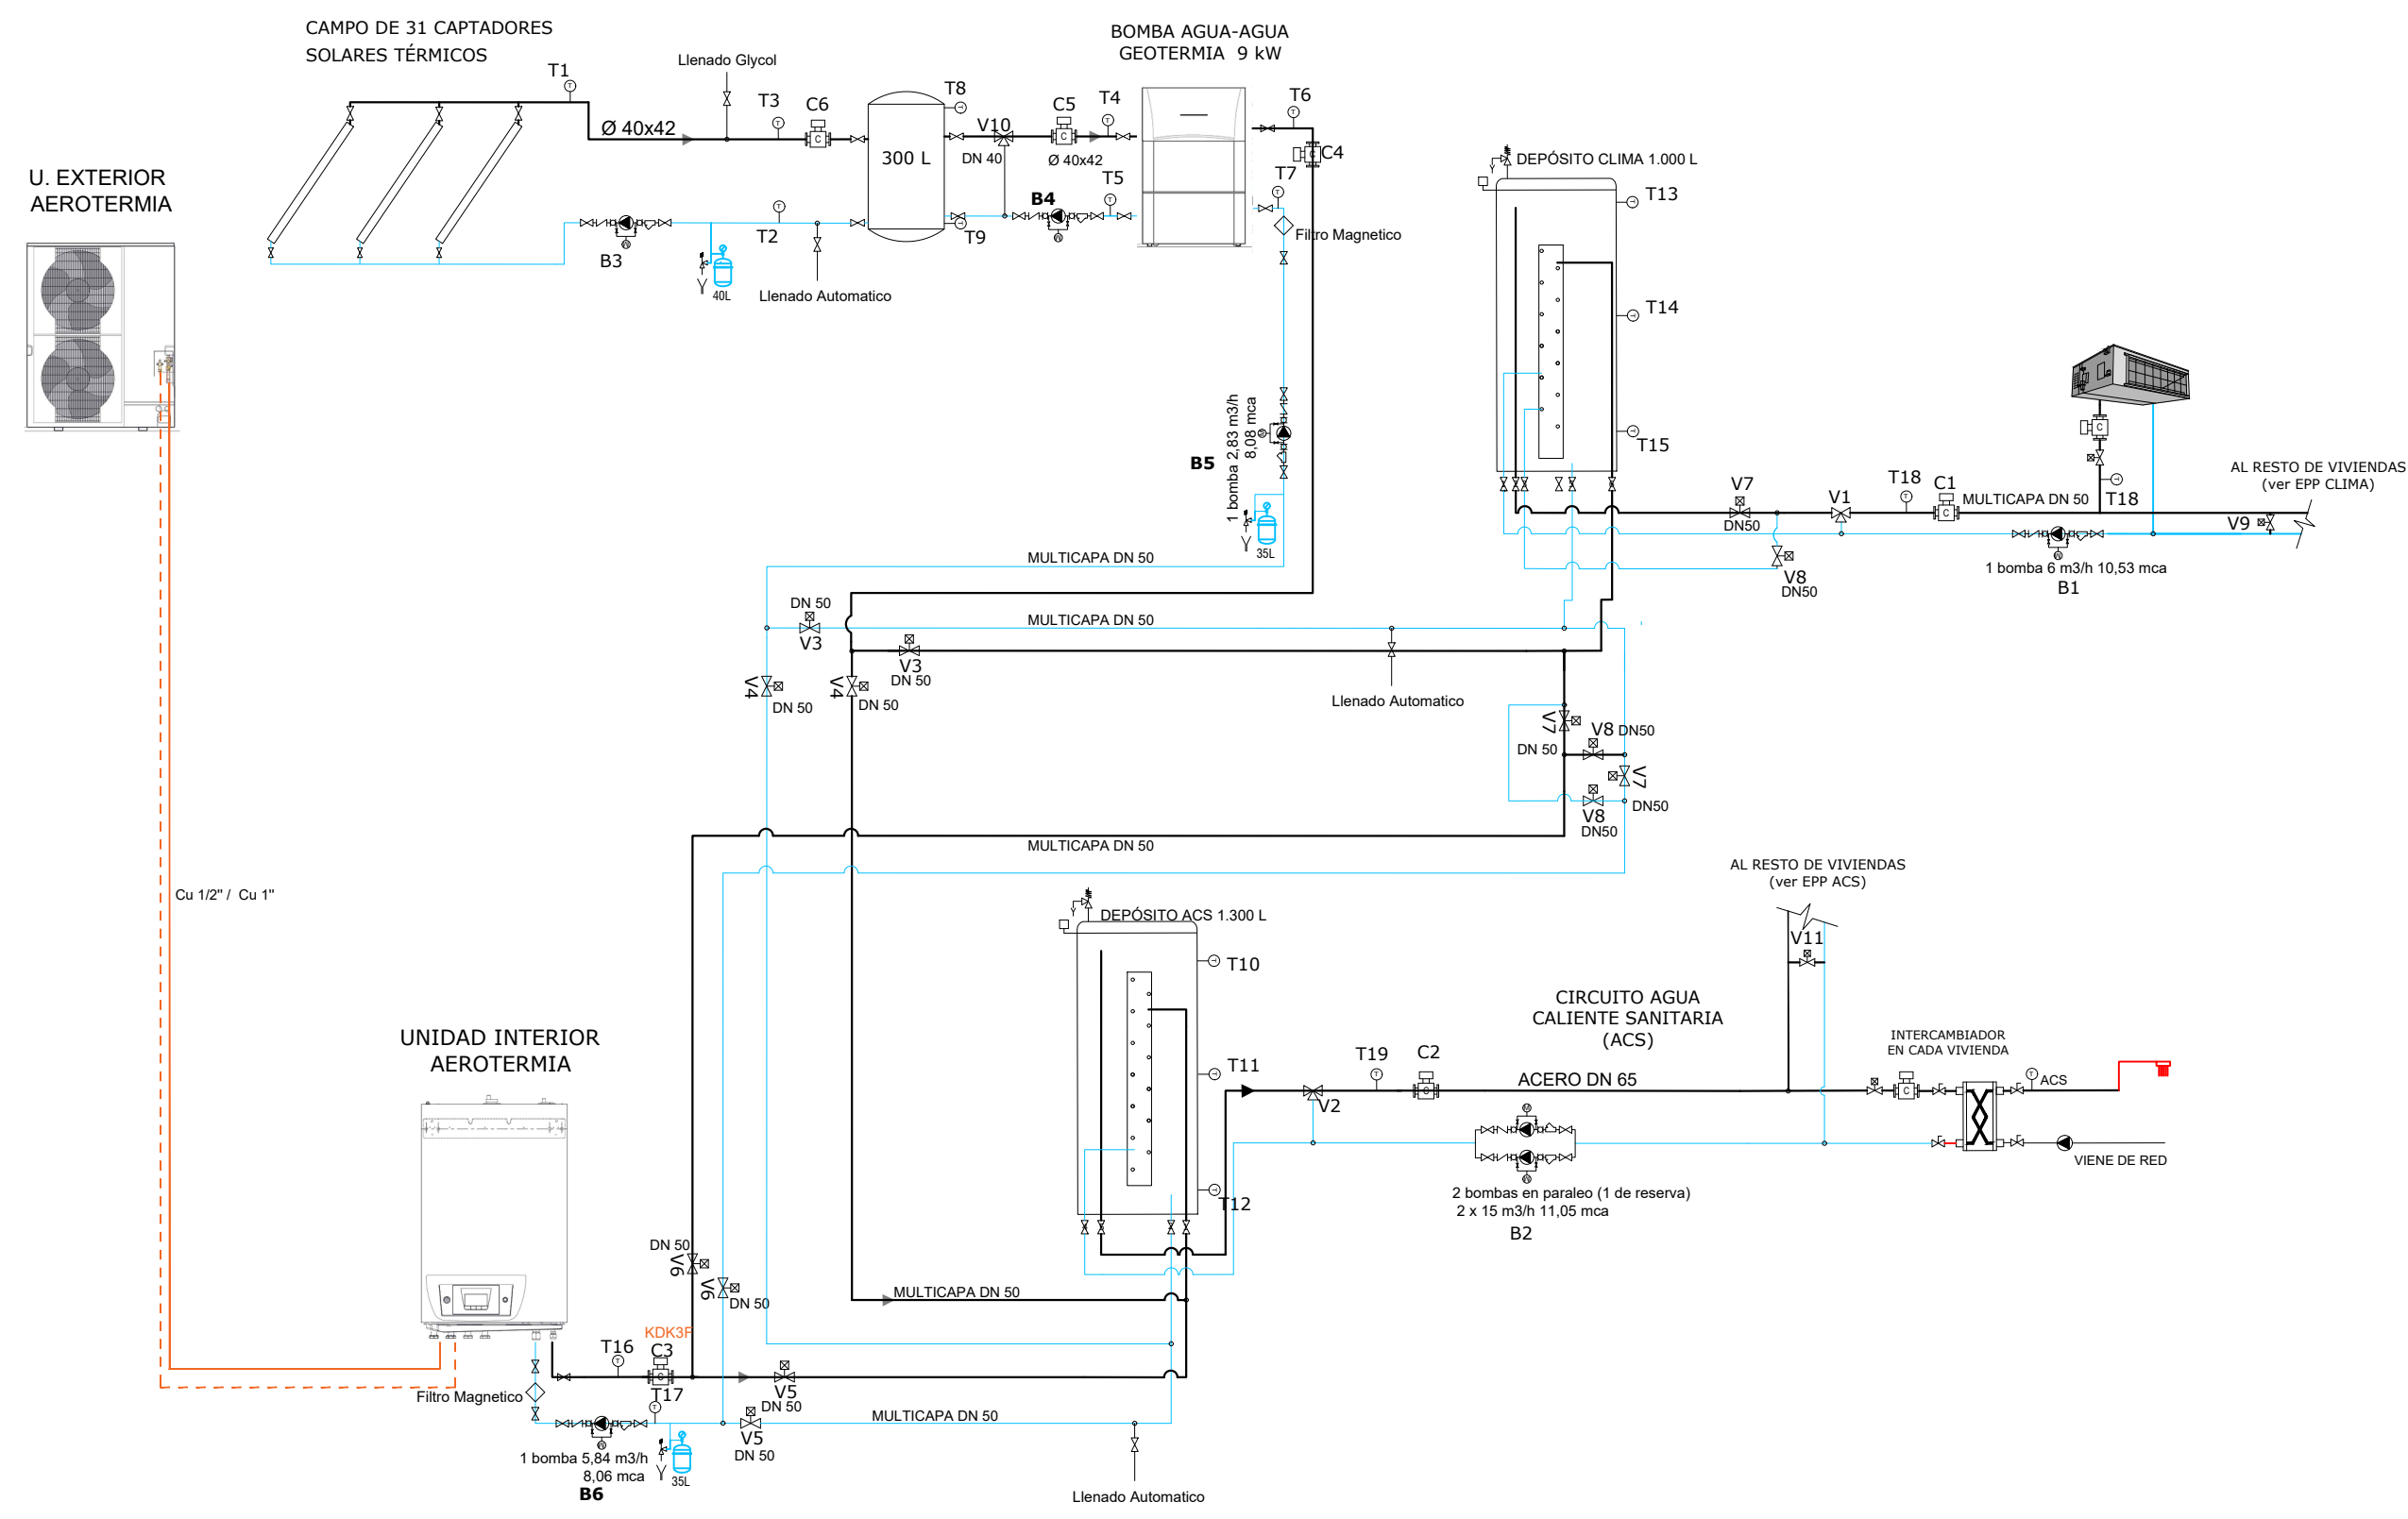 CAMPO DE 31 CAPTADORES
SOLARES TÉRMICOS
T1
Llenado Glycol
T3
C6
Ø 40x42
300 L
T8
V10
DN 40
C5
T4
Ø 40x42
BOMBA AGUA-AGUA
GEOTERMIA 9 kW
T6
C4
T7
T5
B4
T9
T2
B3
40L
Llenado Automatico
Filtro Magnetico
U. EXTERIOR
AEROTERMIA
DEPÓSITO CLIMA 1.000 L
T13
T14
T15
1 bomba 2,83 m3/h
8,08 mca
B5
35L
V7
DN50
V1
T18
C1
MULTICAPA DN 50
T18
AL RESTO DE VIVIENDAS
(ver EPP CLIMA)
V9
V8
DN50
1 bomba 6 m3/h 10,53 mca
B1
MULTICAPA DN 50
DN 50
V3
MULTICAPA DN 50
V3
DN 50
V4
DN 50
V4
DN 50
Llenado Automatico
V7
DN 50
V8 DN50
V7
DN50
V8
DN50
MULTICAPA DN 50
Cu 1/2" / Cu 1"
DEPÓSITO ACS 1.300 L
T10
T11
T12
AL RESTO DE VIVIENDAS
(ver EPP ACS)
V11
CIRCUITO AGUA
CALIENTE SANITARIA
(ACS)
INTERCAMBIADOR
EN CADA VIVIENDA
T19
C2
V2
ACERO DN 65
ACS
VIENE DE RED
2 bombas en paraleo (1 de reserva)
2 x 15 m3/h 11,05 mca
B2
UNIDAD INTERIOR
AEROTERMIA
DN 50
V6
V6
DN 50
MULTICAPA DN 50
KDK3F
T16
C3
T17
V5
DN 50
Filtro Magnetico
V5
DN 50
MULTICAPA DN 50
1 bomba 5,84 m3/h
8,06 mca
B6
35L
Llenado Automatico